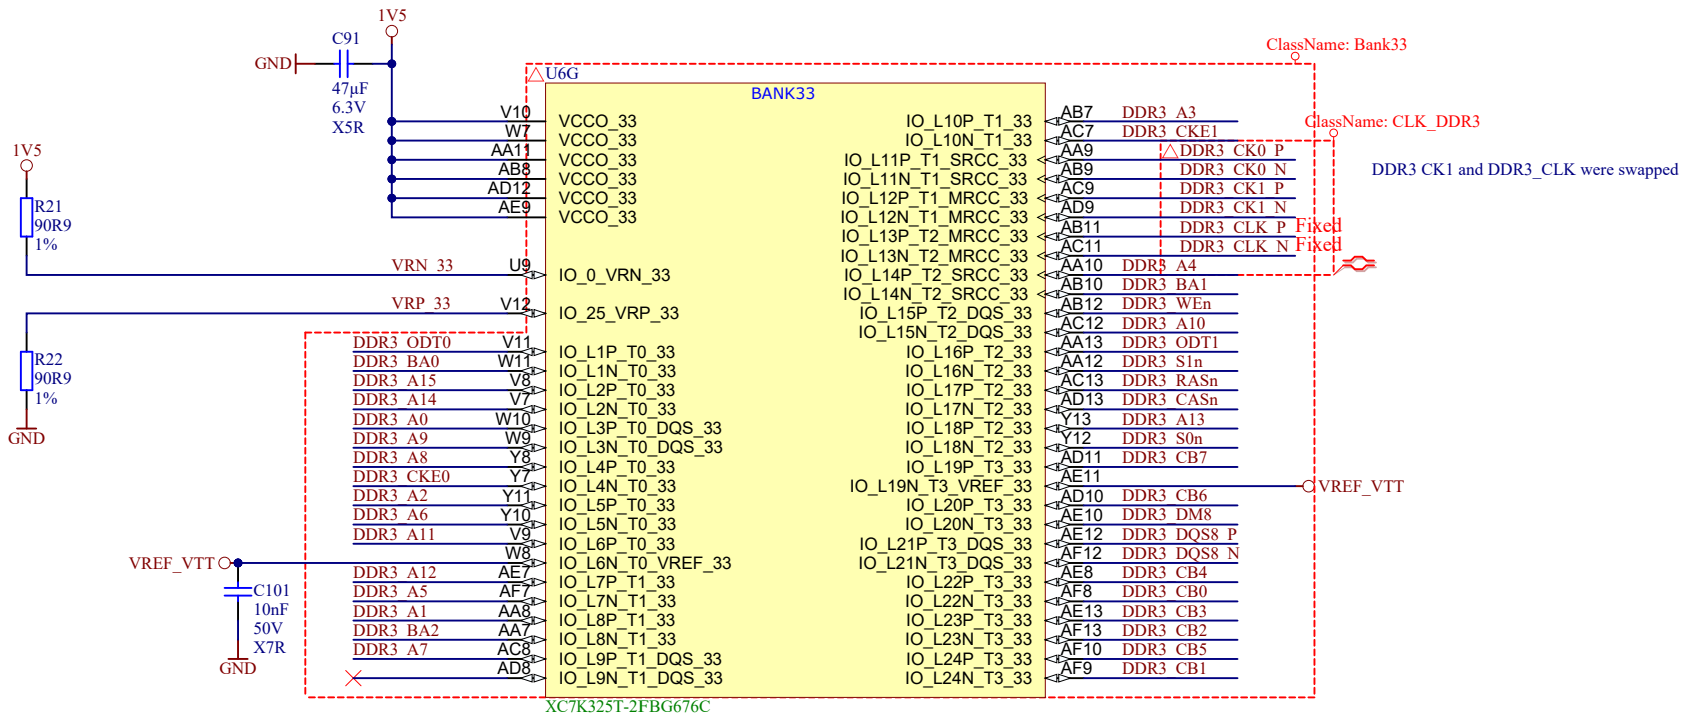 1V5
C91
GND
47µF
6.3V
X5R
ClassName: Bank33
U6G
BANK33
V10 VCCO_33
W7 VCCO_33
AA11 VCCO_33
AB8 VCCO_33
AD12 VCCO_33
AE9 VCCO_33
1V5
R21
90R9
1%
VRN_33 U9 IO_0_VRN_33
VRP_33 V12 IO_25_VRP_33
R22
90R9
1%
GND
DDR3_ODT0 V11 IO_L1P_T0_33
DDR3_BA0 W11 IO_L1N_T0_33
DDR3_A15 V8 IO_L2P_T0_33
DDR3_A14 V7 IO_L2N_T0_33
DDR3_A0 W10 IO_L3P_T0_DQS_33
DDR3_A9 W9 IO_L3N_T0_DQS_33
DDR3_A8 Y8 IO_L4P_T0_33
DDR3_CKE0 Y7 IO_L4N_T0_33
DDR3_A2 Y11 IO_L5P_T0_33
DDR3_A6 Y10 IO_L5N_T0_33
DDR3_A11 V9 IO_L6P_T0_33
VREF_VTT W8 IO_L6N_T0_VREF_33
DDR3_A12 AE7 IO_L7P_T1_33
DDR3_A5 AF7 IO_L7N_T1_33
DDR3_A1 AA8 IO_L8P_T1_33
DDR3_BA2 AA7 IO_L8N_T1_33
DDR3_A7 AC8 IO_L9P_T1_DQS_33
AD8 IO_L9N_T1_DQS_33
C101
10nF
50V
X7R
GND
IO_L10P_T1_33 AB7 DDR3_A3
IO_L10N_T1_33 AC7 DDR3_CKE1
ClassName: CLK_DDR3
IO_L11P_T1_SRCC_33 AA9 DDR3_CK0_P
IO_L11N_T1_SRCC_33 AB9 DDR3_CK0_N
IO_L12P_T1_MRCC_33 AC9 DDR3_CK1_P
IO_L12N_T1_MRCC_33 AD9 DDR3_CK1_N
IO_L13P_T2_MRCC_33 AB11 DDR3_CLK_P Fixed
IO_L13N_T2_MRCC_33 AC11 DDR3_CLK_N Fixed
DDR3 CK1 and DDR3_CLK were swapped
IO_L14P_T2_SRCC_33 AA10 DDR3_A4
IO_L14N_T2_SRCC_33 AB10 DDR3_BA1
IO_L15P_T2_DQS_33 AB12 DDR3_WEn
IO_L15N_T2_DQS_33 AC12 DDR3_A10
IO_L16P_T2_33 AA13 DDR3_ODT1
IO_L16N_T2_33 AA12 DDR3_S1n
IO_L17P_T2_33 AC13 DDR3_RASn
IO_L17N_T2_33 AD13 DDR3_CASn
IO_L18P_T2_33 Y13 DDR3_A13
IO_L18N_T2_33 Y12 DDR3_S0n
IO_L19P_T3_33 AD11 DDR3_CB7
IO_L19N_T3_VREF_33 AE11 VREF_VTT
IO_L20P_T3_33 AD10 DDR3_CB6
IO_L20N_T3_33 AE10 DDR3_DM8
IO_L21P_T3_DQS_33 AE12 DDR3_DQS8_P
IO_L21N_T3_DQS_33 AF12 DDR3_DQS8_N
IO_L22P_T3_33 AE8 DDR3_CB4
IO_L22N_T3_33 AF8 DDR3_CB0
IO_L23P_T3_33 AE13 DDR3_CB3
IO_L23N_T3_33 AF13 DDR3_CB2
IO_L24P_T3_33 AF10 DDR3_CB5
IO_L24N_T3_33 AF9 DDR3_CB1
XC7K325T-2FBG676C